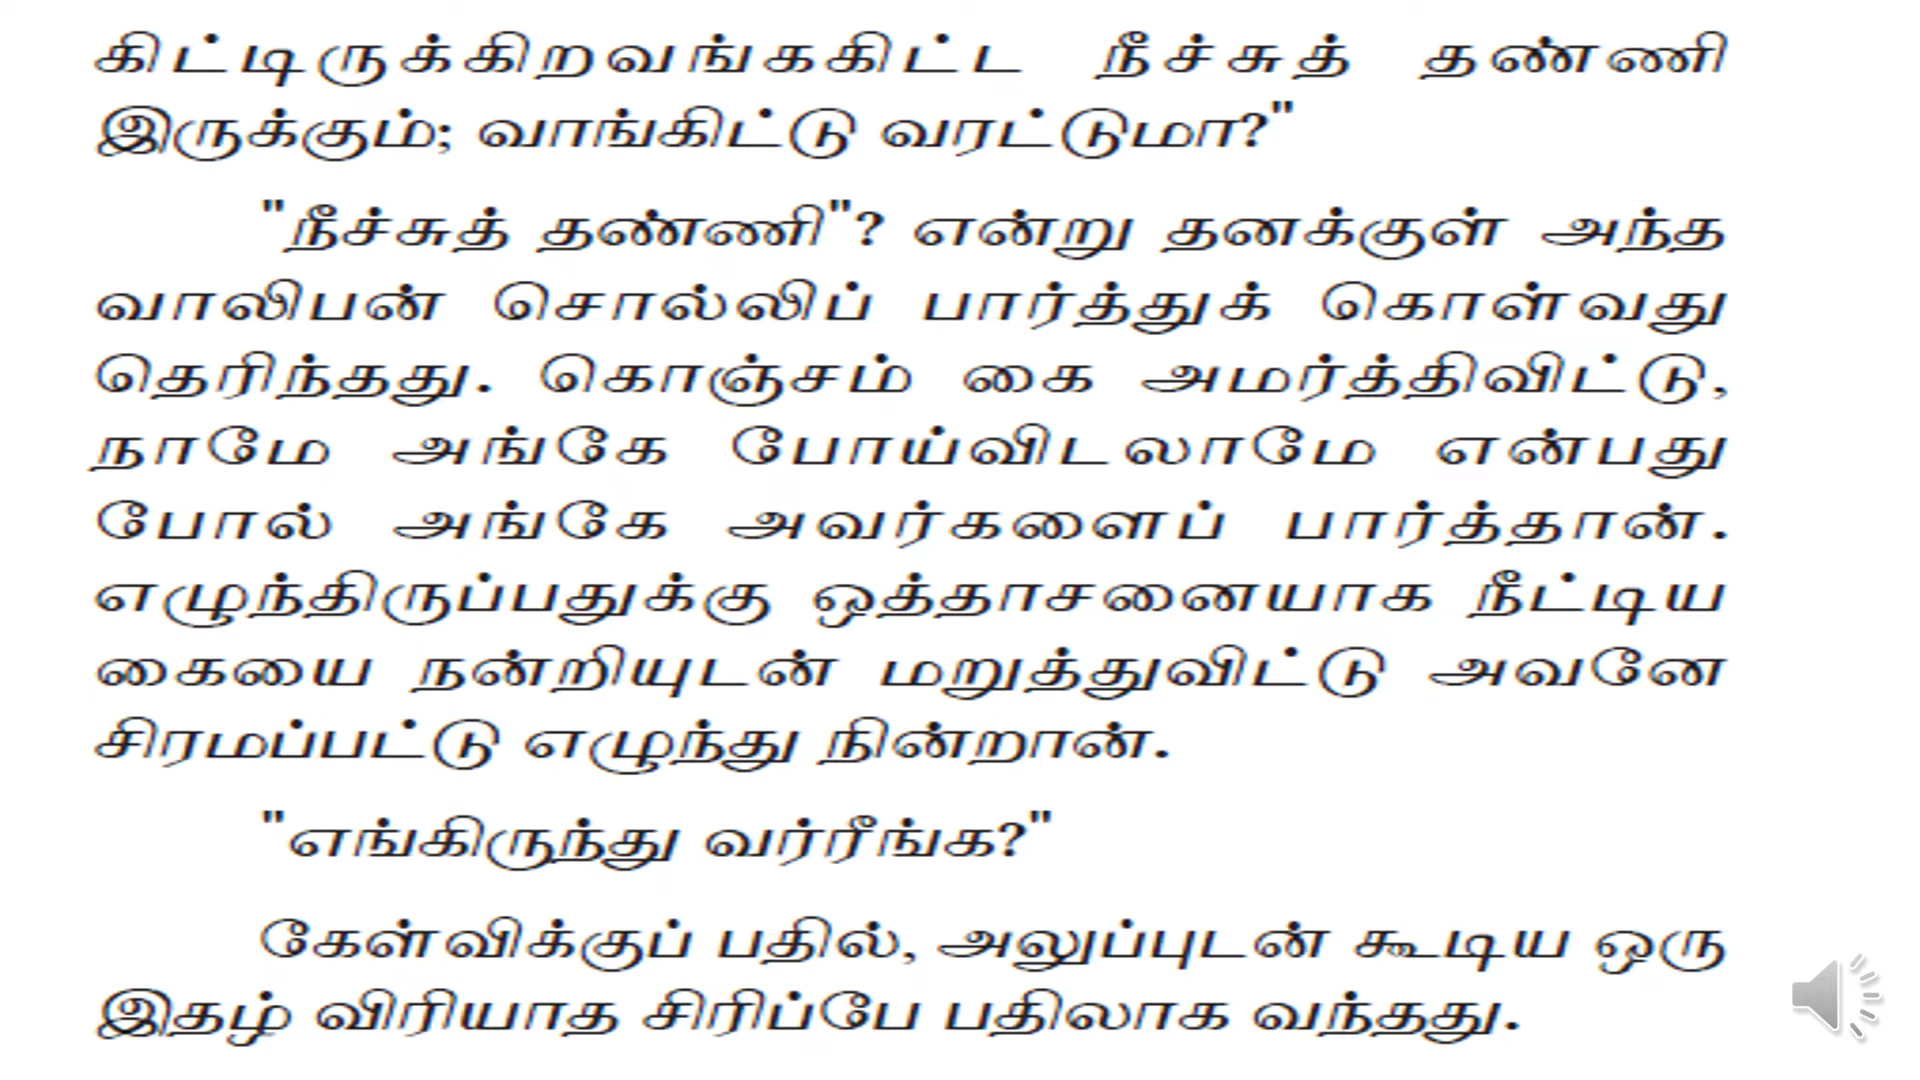 கிட்டிருக்கிறவங்ககிட்ட நீச்சுத் தண்ணி
இருக்கும்; வாங்கிட்டு வரட்டுமா?"
"நீச்சுத் தண்ணி"? என்று தனக்குள் அந்த
வாலிபன் சொல்லிப் பார்த்துக் கொள்வது
தெரிந்தது. கொஞ்சம் கை அமர்த்திவிட்டு,
நாமே அங்கே போய்விடலாமே என்பது
போல் அங்கே அவர்களைப் பார்த்தான்.
எழுந்திருப்பதுக்கு ஒத்தாசனையாக நீட்டிய
கையை நன்றியுடன் மறுத்துவிட்டு அவனே
சிரமப்பட்டு எழுந்து நின்றான்.
"எங்கிருந்து வர்ரீங்க?"
கேள்விக்குப் பதில், அலுப்புடன் கூடிய ஒரு
இதழ் விரியாத சிரிப்பே பதிலாக வந்தது.